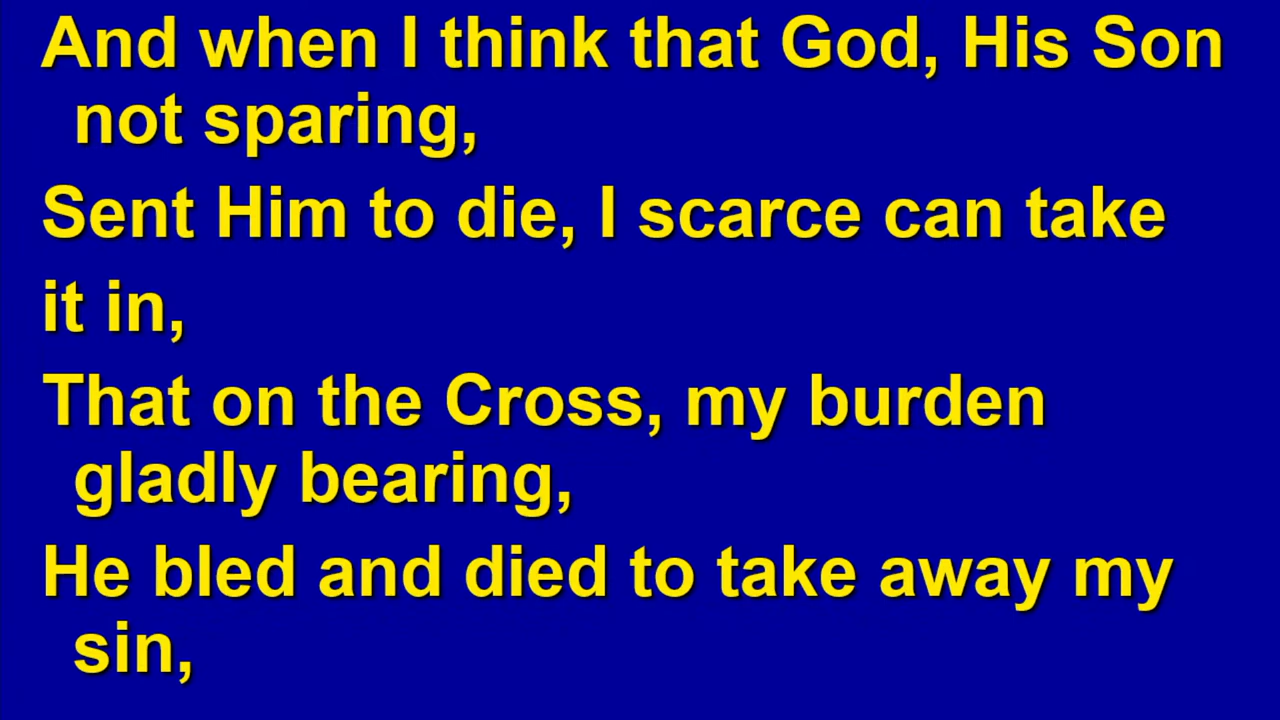 And when I think that God, His Son
not sparing,
Sent Him to die, I scarce can take
it in,
That on the Cross, my burden
gladly bearing,
He bled and died to take away my
sin,